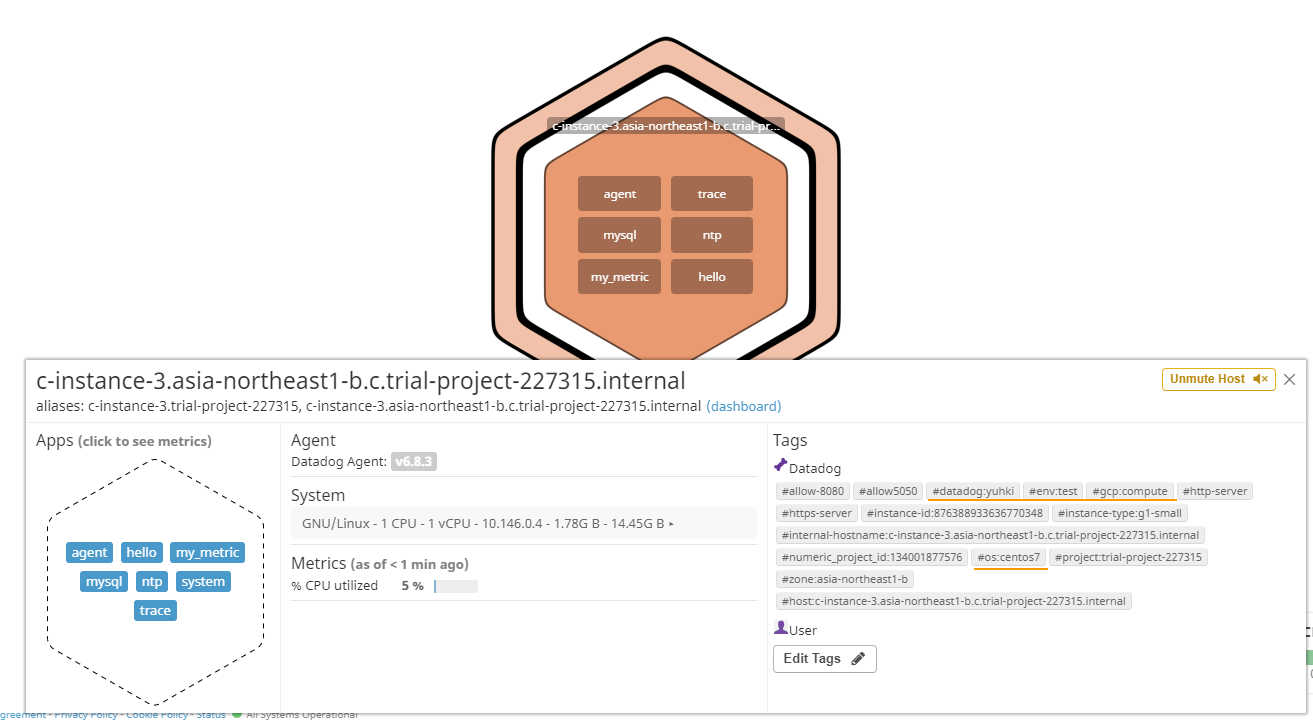 c-instance-3.asia-northeast1-b.c.trial-pr...
agent trace
mysql ntp
my_metric hello
c-instance-3.asia-northeast1-b.c.trial-project-227315.internal
Unmute Host
aliases: c-instance-3.trial-project-227315, c-instance-3.asia-northeast1-b.c.trial-project-227315.internal (dashboard)
Apps (click to see metrics)
agent hello my_metric
mysql ntp system
trace
Agent
Datadog Agent: v6.8.3
System
GNU/Linux - 1 CPU - 1 vCPU - 10.146.0.4 - 1.78G B - 14.45G B ▸
Metrics (as of < 1 min ago)
% CPU utilized 5 %
Tags
Datadog
#allow-8080 #allow5050 #datadog:yuhki #env:test #gcp:compute #http-server
#https-server #instance-id:876388933636770348 #instance-type:g1-small
#internal-hostname:c-instance-3.asia-northeast1-b.c.trial-project-227315.internal
#numeric_project_id:134001877576 #os:centos7 #project:trial-project-227315
#zone:asia-northeast1-b
#host:c-instance-3.asia-northeast1-b.c.trial-project-227315.internal
User
Edit Tags
greement - Privacy Policy - Cookie Policy - Status All Systems Operational